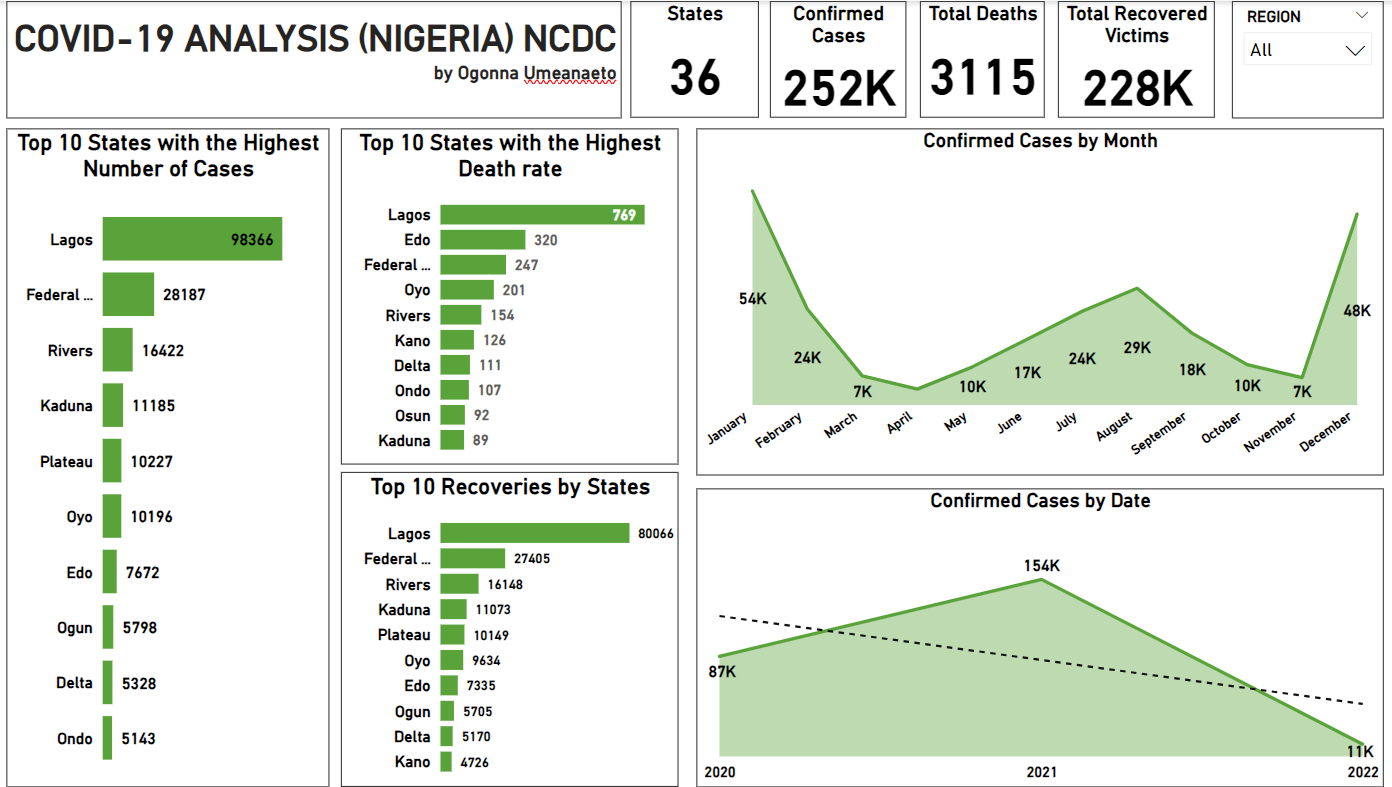 COVID-19 ANALYSIS (NIGERIA) NCDC
by Ogonna Umeanaeto
States
36
Confirmed
Cases
252K
Total Deaths
3115
Total Recovered
Victims
228K
REGION
All
Top 10 States with the Highest
Number of Cases
Lagos 98366
Federal ... 28187
Rivers 16422
Kaduna 11185
Plateau 10227
Oyo 10196
Edo 7672
Ogun 5798
Delta 5328
Ondo 5143
Top 10 States with the Highest
Death rate
Lagos 769
Edo 320
Federal ... 247
Oyo 201
Rivers 154
Kano 126
Delta 111
Ondo 107
Osun 92
Kaduna 89
Top 10 Recoveries by States
Lagos 80066
Federal ... 27405
Rivers 16148
Kaduna 11073
Plateau 10149
Oyo 9634
Edo 7335
Ogun 5705
Delta 5170
Kano 4726
Confirmed Cases by Month
54K 24K 7K 10K 17K 24K 29K 18K 10K 7K 48K
January February March April May June July August September October November December
Confirmed Cases by Date
87K 154K 11K
2020 2021 2022